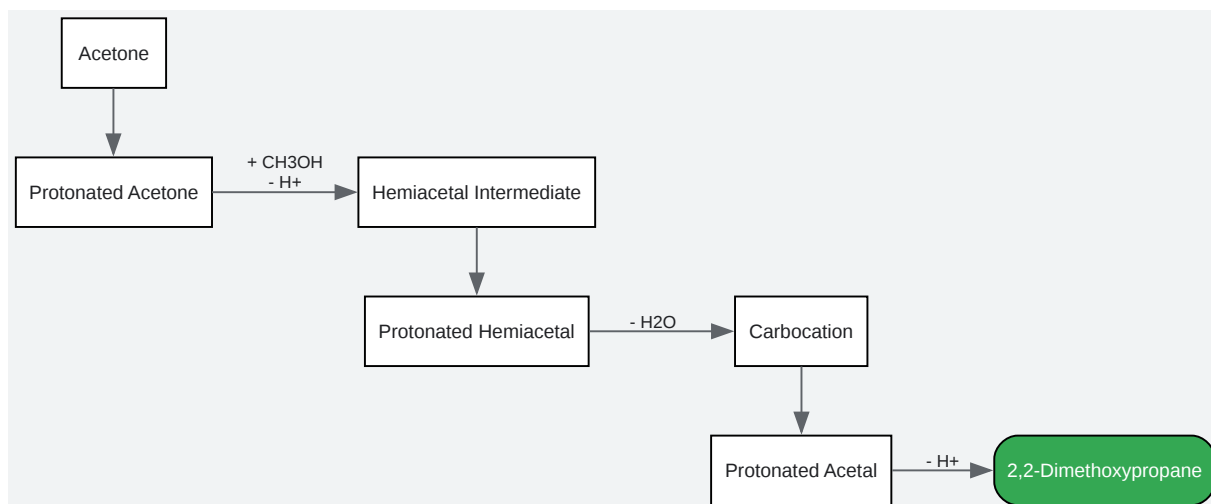 Acetone
Protonated Acetone
+ CH3OH
- H+
Hemiacetal Intermediate
Protonated Hemiacetal
- H2O
Carbocation
Protonated Acetal
- H+
2,2-Dimethoxypropane